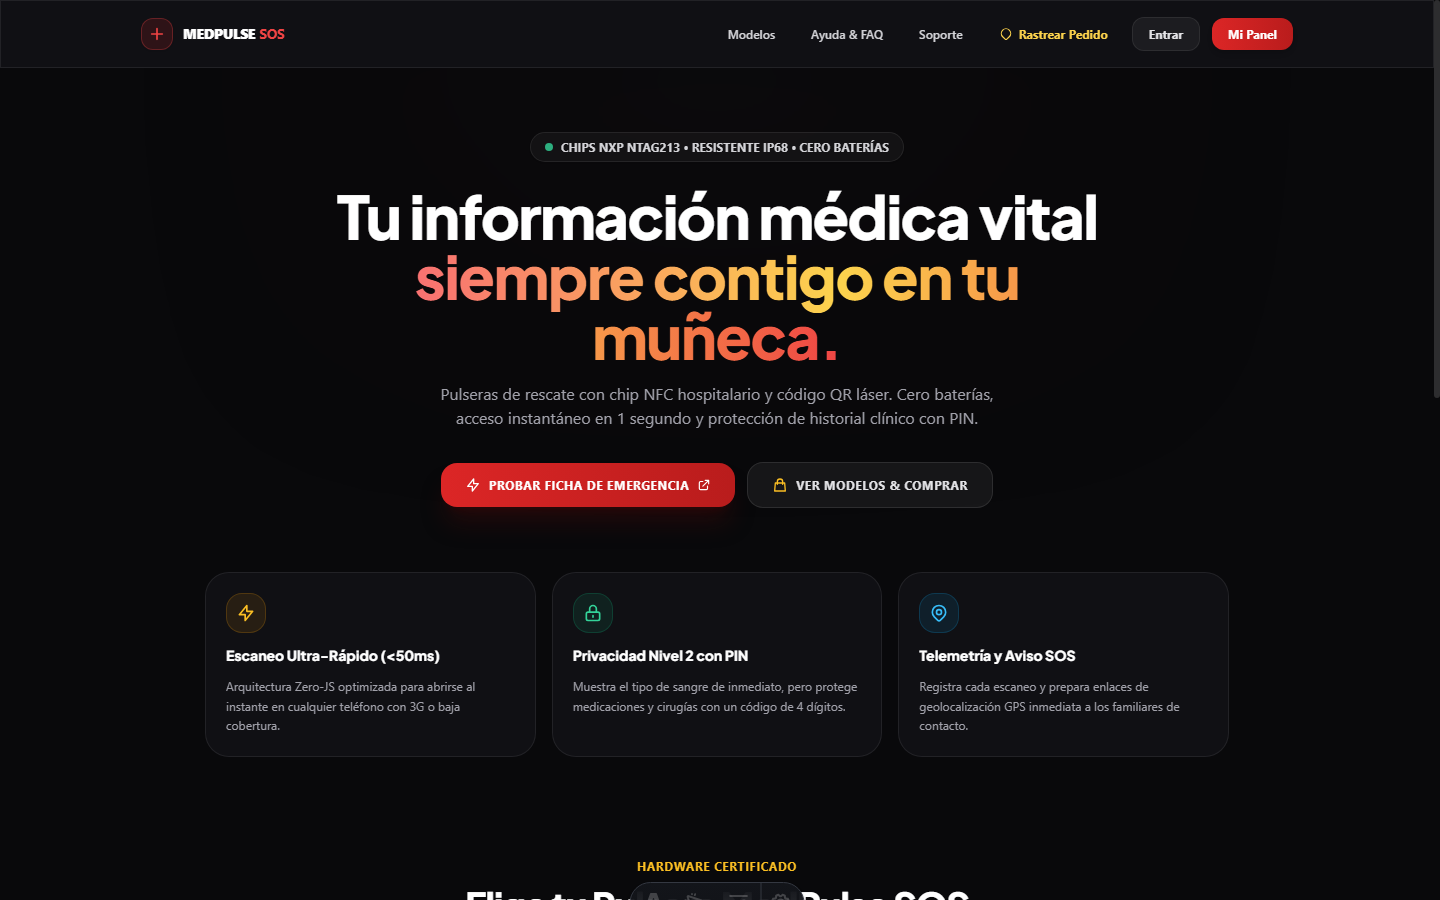 MEDPULSE SOS
Modelos
Ayuda & FAQ
Soporte
Rastrear Pedido
Entrar
Mi Panel
CHIPS NXP NTAG213 • RESISTENTE IP68 • CERO BATERÍAS
Tu información médica vital
siempre contigo en tu
muñeca.
Pulseras de rescate con chip NFC hospitalario y código QR láser. Cero baterías,
acceso instantáneo en 1 segundo y protección de historial clínico con PIN.
PROBAR FICHA DE EMERGENCIA
VER MODELOS & COMPRAR
Escaneo Ultra-Rápido (<50ms)
Arquitectura Zero-JS optimizada para abrirse al
instante en cualquier teléfono con 3G o baja
cobertura.
Privacidad Nivel 2 con PIN
Muestra el tipo de sangre de inmediato, pero protege
medicaciones y cirugías con un código de 4 dígitos.
Telemetría y Aviso SOS
Registra cada escaneo y prepara enlaces de
geolocalización GPS inmediata a los familiares de
contacto.
HARDWARE CERTIFICADO
Elige tu
SOS